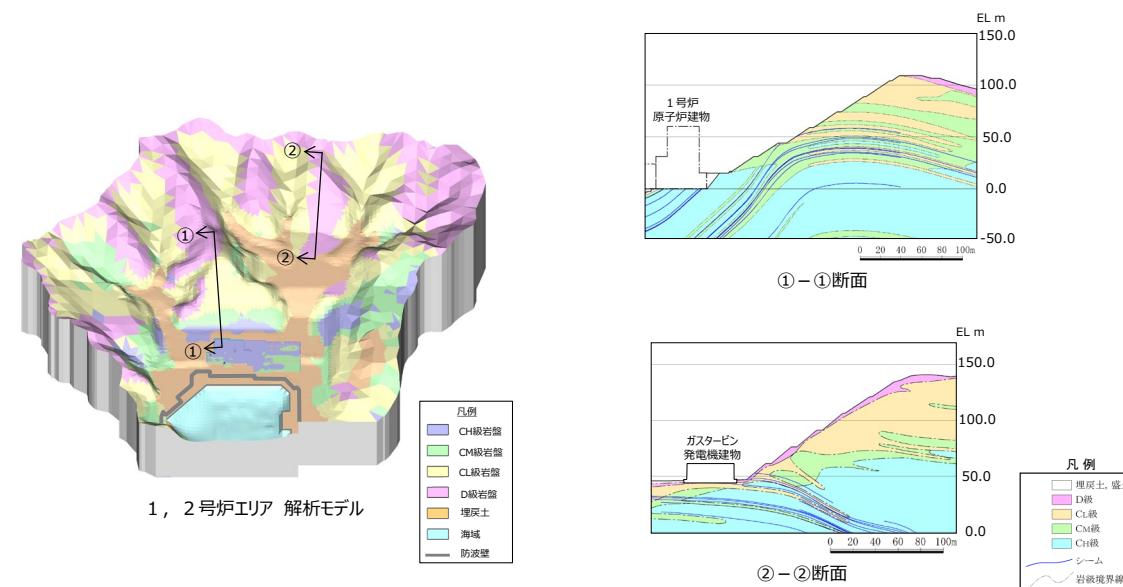 ②
①
②
①
1，2号炉エリア 解析モデル
凡例
CH級岩盤
CM級岩盤
CL級岩盤
D級岩盤
埋戻土
海域
防波壁
EL m
150.0
100.0
50.0
0.0
-50.0
1号炉
原子炉建物
0 20 40 60 80 100m
①－①断面
EL m
150.0
100.0
50.0
0.0
ガスタービン
発電機建物
0 20 40 60 80 100m
②－②断面
凡 例
埋戻土, 盛
D級
CL級
CM級
CH級
シーム
岩級境界線